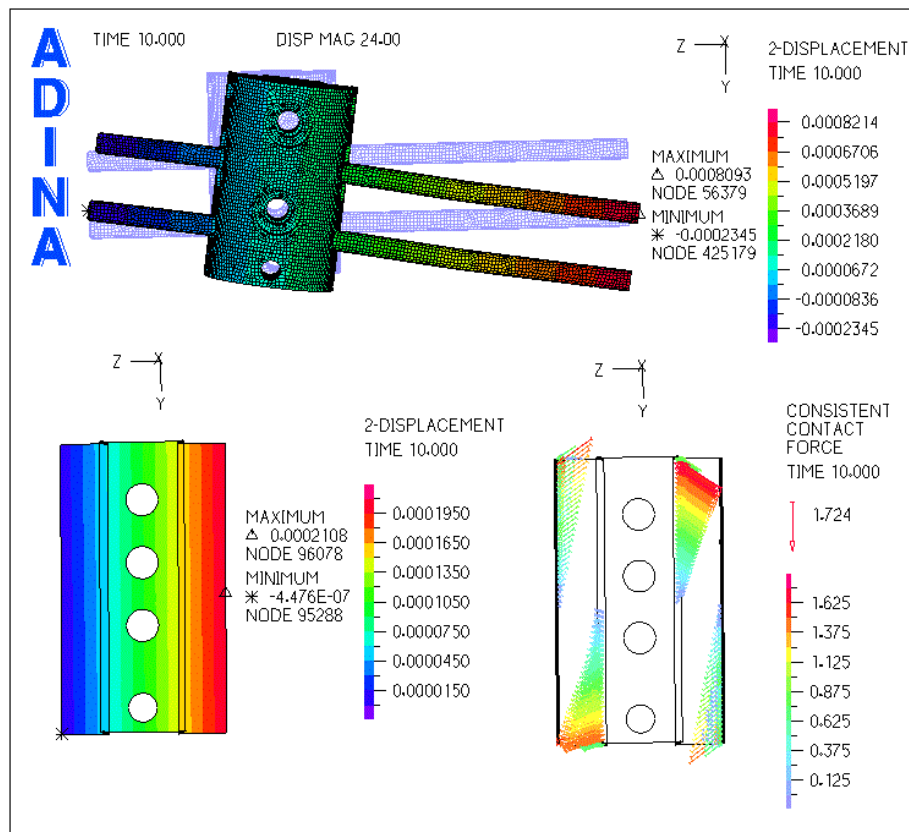 ADINA
TIME 10.000
DISP MAG 24.00
Z
X
Y
2-DISPLACEMENT
TIME 10.000
0.0008214
0.0006706
0.0005197
0.0003689
0.0002180
0.0000672
-0.0000836
-0.0002345
MAXIMUM
Δ 0.0008093
NODE 56379
MINIMUM
* -0.0002345
NODE 425179
Z
X
Y
2-DISPLACEMENT
TIME 10.000
0.0001950
0.0001650
0.0001350
0.0001050
0.0000750
0.0000450
0.0000150
MAXIMUM
Δ 0.0002108
NODE 96078
MINIMUM
* -4.476E-07
NODE 95288
Z
X
Y
CONSISTENT
CONTACT
FORCE
TIME 10.000
1.724
1.625
1.375
1.125
0.875
0.625
0.375
0.125